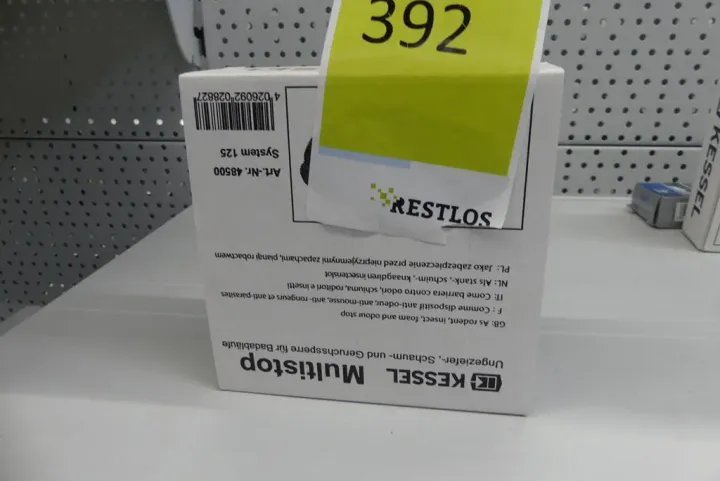 392
RESTLOS
KESSEL Multistop
Ungeziefer-, Schaum- und Geruchssperre für Badabläufe
GB: As rodent, foam, insect, and odour stop
F : Comme dispositif anti-odeur, anti-mousse, anti- rongeurs et anti-parasites
IT: Come barriera contro odori, schiuma, roditori e insetti
NL: Als stank-, schuim-, knaagdieren insectenslot
PL: Jako zabezpieczenie przed nieprzyjemnymi zapachami, pianą robactwem
Art.-Nr. 48500
System 125
4 026092 028827
KESSEL